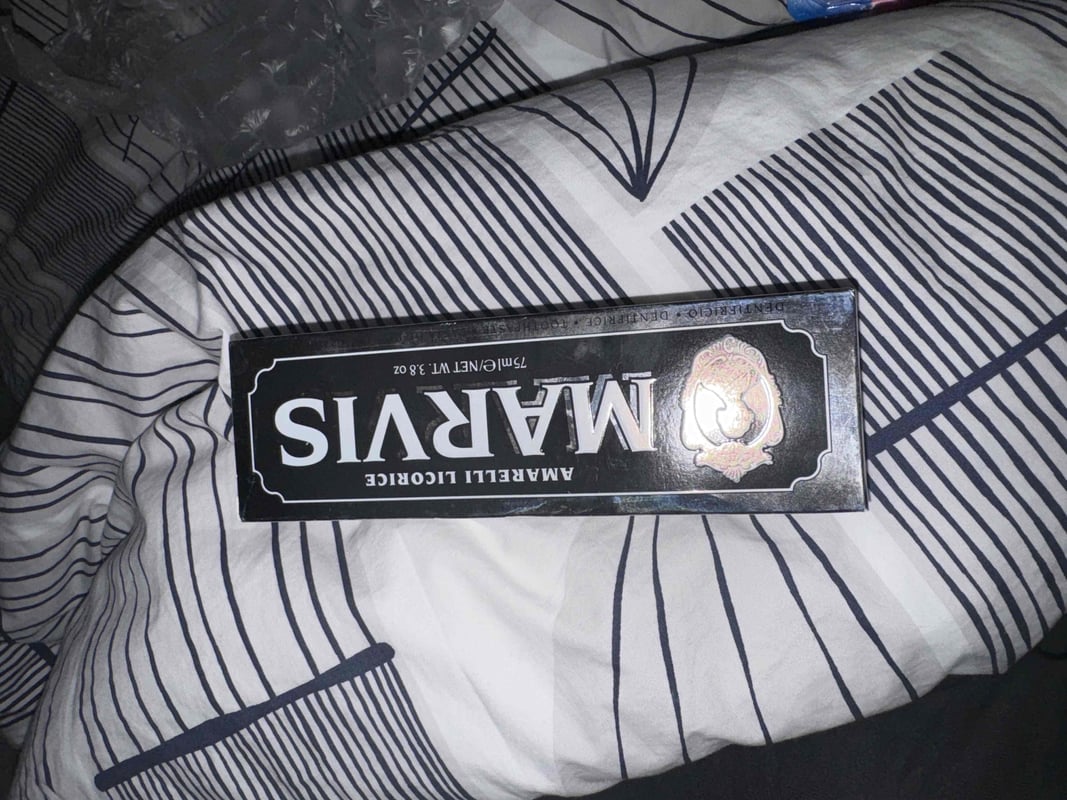 MARVIS
AMARELLI LICORICE
75ml℮/NET WT. 3.8 oz
DENTIFRICIO • DENTIFRICE • TOOTHPASTE